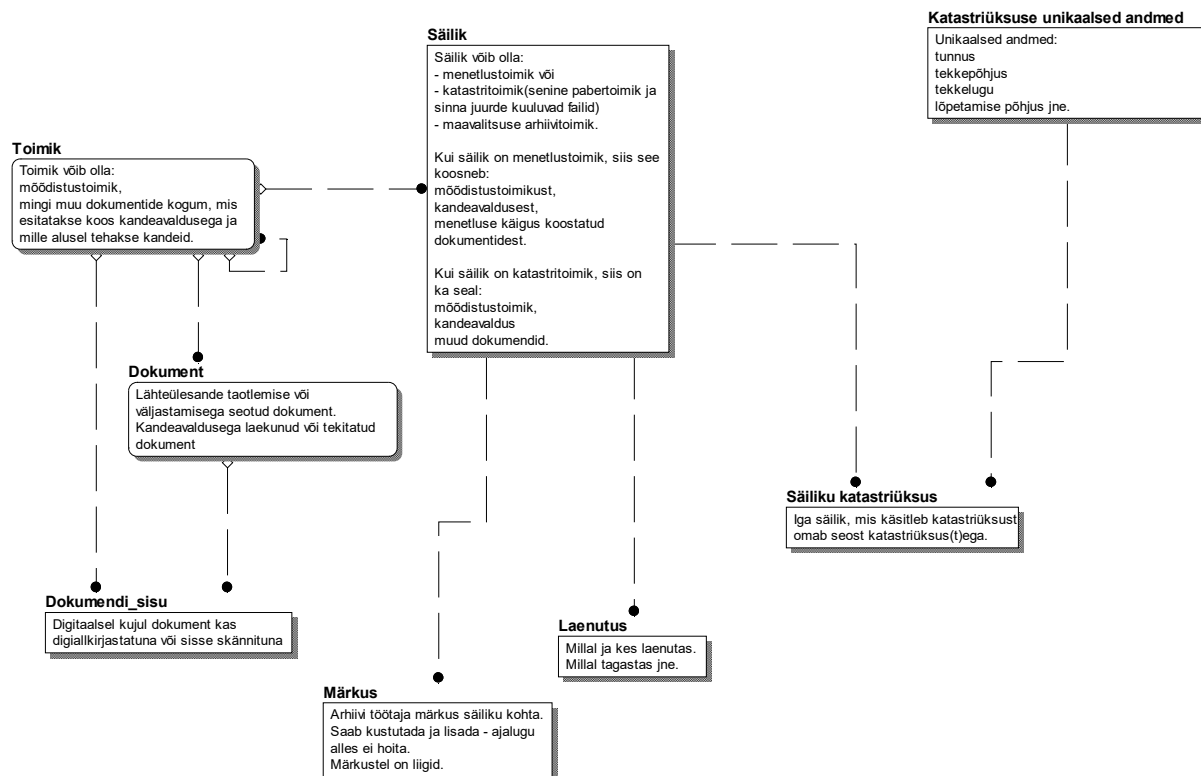 Katastriüksuse unikaalsed andmed
Unikaalsed andmed:
tunnus
tekkepõhjus
tekkelugu
lõpetamise põhjus jne.
Säilik
Säilik võib olla:
- menetlustoimik või
- katastritoimik(senine pabertoimik ja
sinna juurde kuuluvad failid)
- maavalitsuse arhiivitoimik.
Kui säilik on menetlustoimik, siis see
koosneb:
mõõdistustoimikust,
kandeavaldusest,
menetluse käigus koostatud
dokumentidest.
Kui säilik on katastritoimik, siis on
ka seal:
mõõdistustoimik,
kandeavaldus
muud dokumendid.
Toimik
Toimik võib olla:
mõõdistustoimik,
mingi muu dokumentide kogum, mis
esitatakse koos kandeavaldusega ja
mille alusel tehakse kandeid.
Dokument
Lähteülesande taotlemise või
väljastamisega seotud dokument.
Kandeavaldusega laekunud või tekitatud
dokument
Säiliku katastriüksus
Iga säilik, mis käsitleb katastriüksust
omab seost katastriüksus(t)ega.
Dokumendi_sisu
Digitaalsel kujul dokument kas
digiallkirjastatuna või sisse skännituna
Laenutus
Millal ja kes laenutas.
Millal tagastas jne.
Märkus
Arhiivi töötaja märkus säiliku kohta.
Saab kustutada ja lisada - ajalugu
alles ei hoita.
Märkustel on liigid.